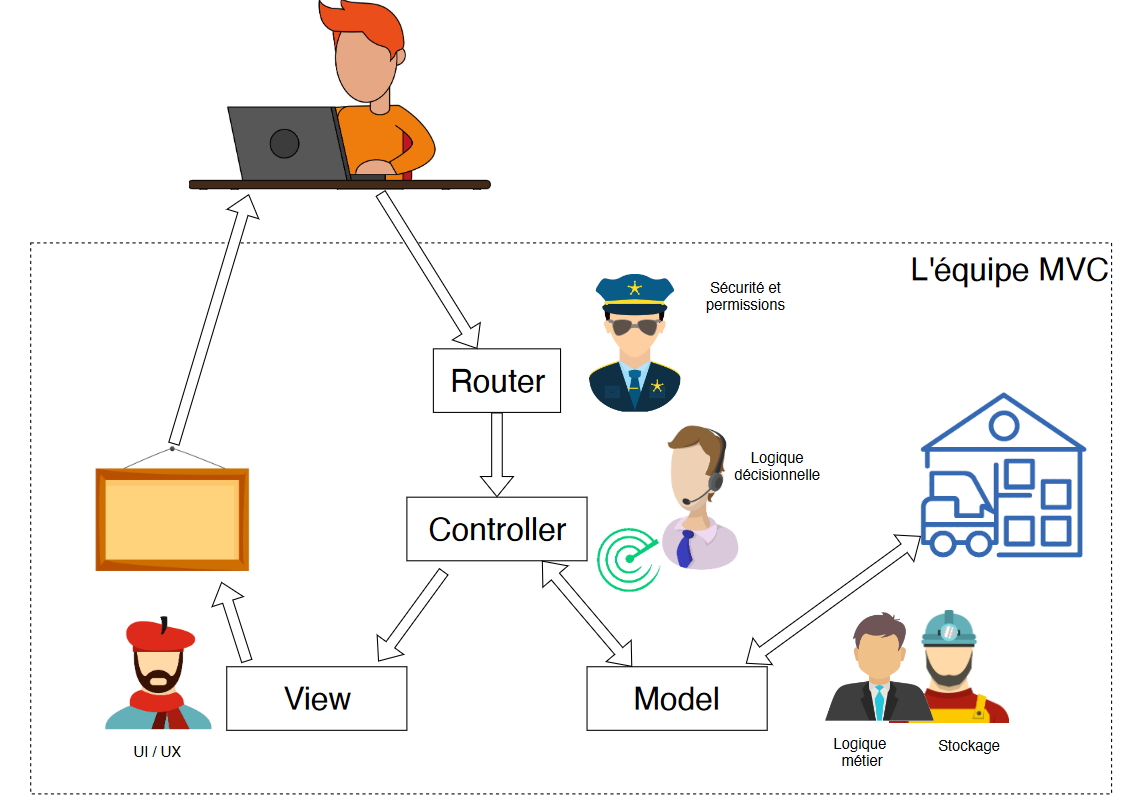 L'équipe MVC
Sécurité et
permissions
Router
Logique
décisionnelle
Controller
View
Model
UI / UX
Logique
métier
Stockage